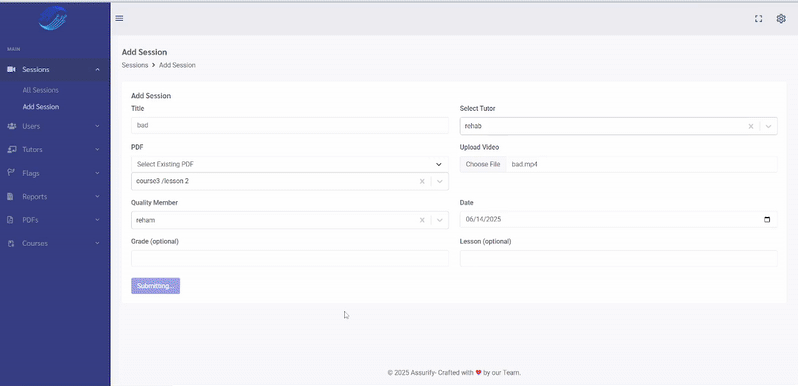 MAIN
Sessions
All Sessions
Add Session
Users
Tutors
Flags
Reports
PDFs
Courses
Add Session
Sessions > Add Session
Add Session
Title
bad
Select Tutor
rehab
PDF
Select Existing PDF
course3 /lesson 2
Upload Video
Choose File bad.mp4
Quality Member
reham
Date
06/14/2025
Grade (optional)
Lesson (optional)
Submitting...
© 2025 Assurify- Crafted with ❤ by our Team.